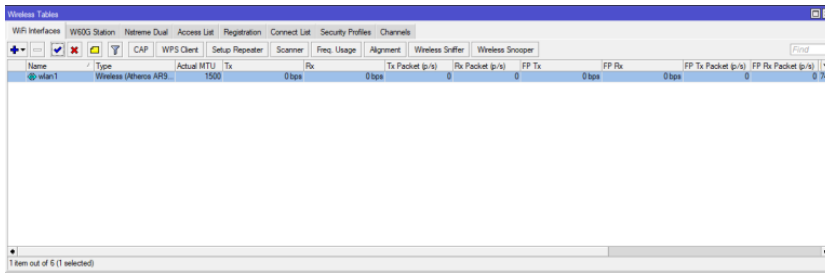 Wireless Tables
WiFi Interfaces W60G Station Nstreme Dual Access List Registration Connect List Security Profiles Channels
CAP WPS Client Setup Repeater Scanner Freq. Usage Alignment Wireless Sniffer Wireless Snooper Find
Name Type Actual MTU Tx Rx Tx Packet (p/s) Rx Packet (p/s) FP Tx FP Rx FP Tx Packet (p/s) FP Rx Packet (p/s)
wlan1 Wireless (Atheros AR9... 1500 0 bps 0 bps 0 0 0 bps 0 bps 0 0
1 item out of 6 (1 selected)